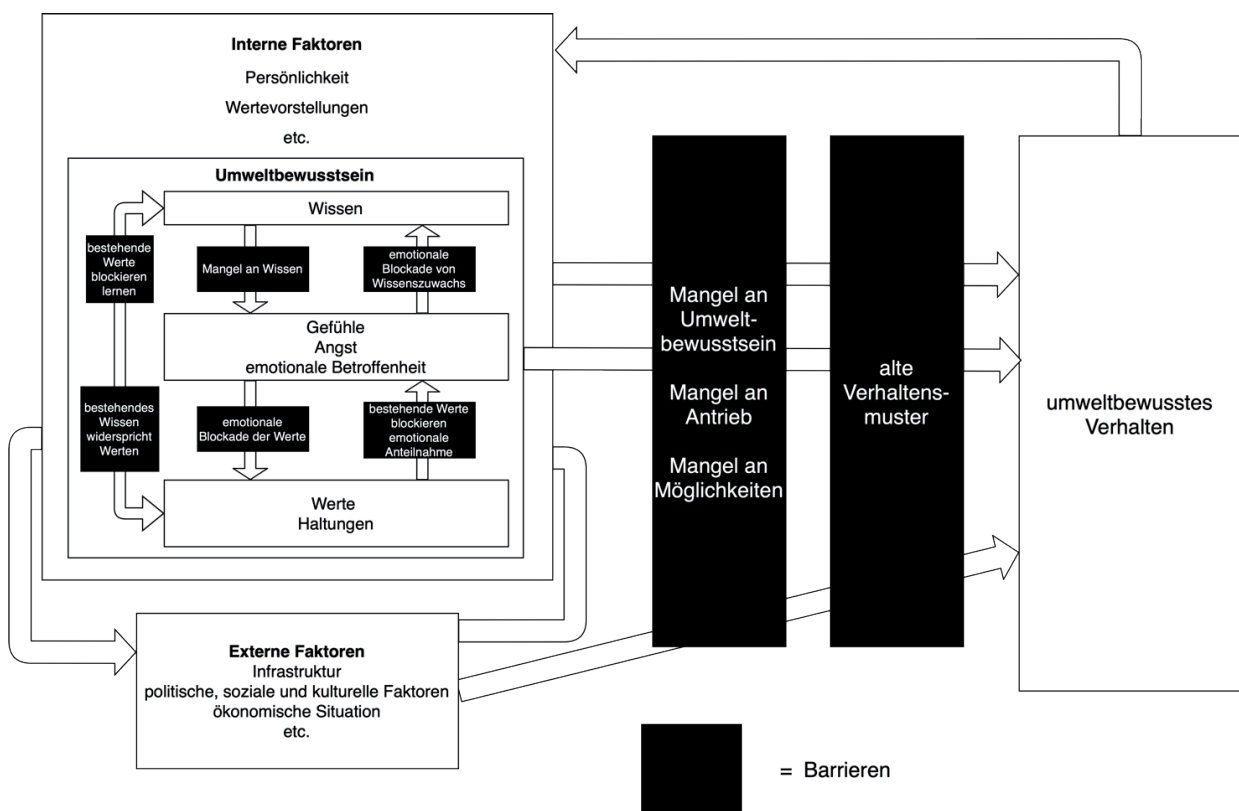 Interne Faktoren
Persönlichkeit
Wertevorstellungen
etc.
Umweltbewusstsein
Wissen
bestehende
Werte
blockieren
lernen
Mangel an Wissen
emotionale
Blockade von
Wissenszuwachs
Gefühle
Angst
emotionale Betroffenheit
bestehendes
Wissen
widerspricht
Werten
emotionale
Blockade der Werte
bestehende Werte
blockieren
emotionale
Anteilnahme
Werte
Haltungen
Externe Faktoren
Infrastruktur
politische, soziale und kulturelle Faktoren
ökonomische Situation
etc.
Mangel an
Umwelt-
bewusstsein
Mangel an
Antrieb
Mangel an
Möglichkeiten
alte
Verhaltens-
muster
umweltbewusstes
Verhalten
= Barrieren